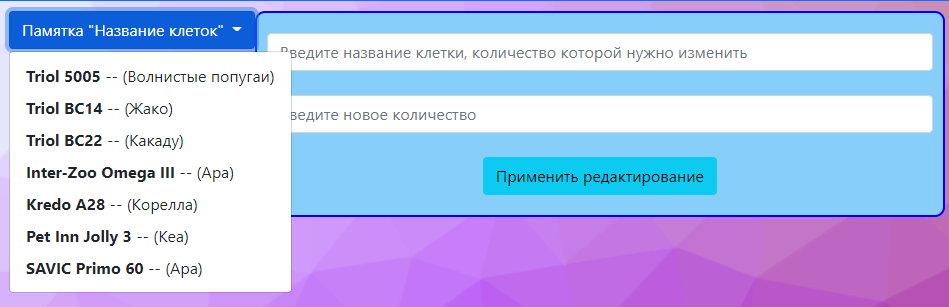 Памятка "Название клеток"
Введите название клетки, количество которой нужно изменить
ведите новое количество
Применить редактирование
Triol 5005 -- (Волнистые попугаи)
Triol BC14 -- (Жако)
Triol BC22 -- (Какаду)
Inter-Zoo Omega III -- (Ара)
Kredo A28 -- (Корелла)
Pet Inn Jolly 3 -- (Кеа)
SAVIC Primo 60 -- (Ара)